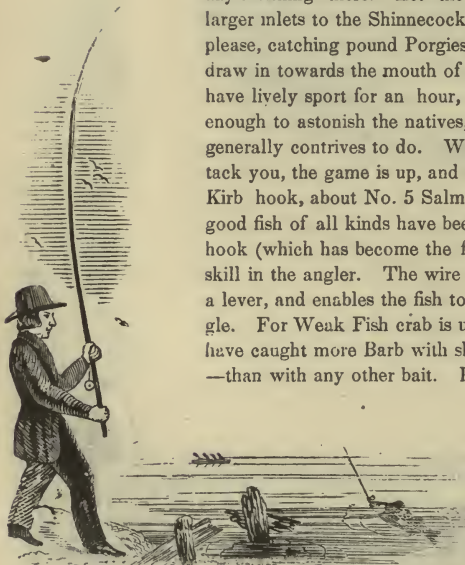 larger inlets to the Shinnecock
please, catching pound Porgies
draw in towards the mouth of
have lively sport for an hour,
enough to astonish the natives,
generally contrives to do. W
tack you, the game is up, and
Kirb hook, about No. 5 Salm
good fish of all kinds have bee
hook (which has become the f
skill in the angler. The wire
a lever, and enables the fish to
gle. For Weak Fish crab is u
have caught more Barb with s
—than with any other bait. F